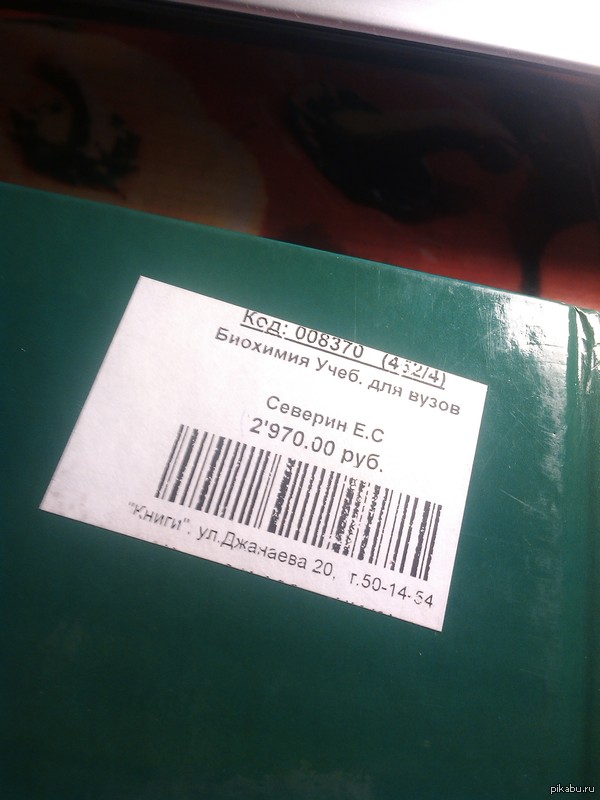 Код: 008370 (432/4)
Биохимия Учеб. для вузов
Северин Е.С
2'970.00 руб.
"Книги". ул.Джанаева 20, т.50-14-54
pikabu.ru